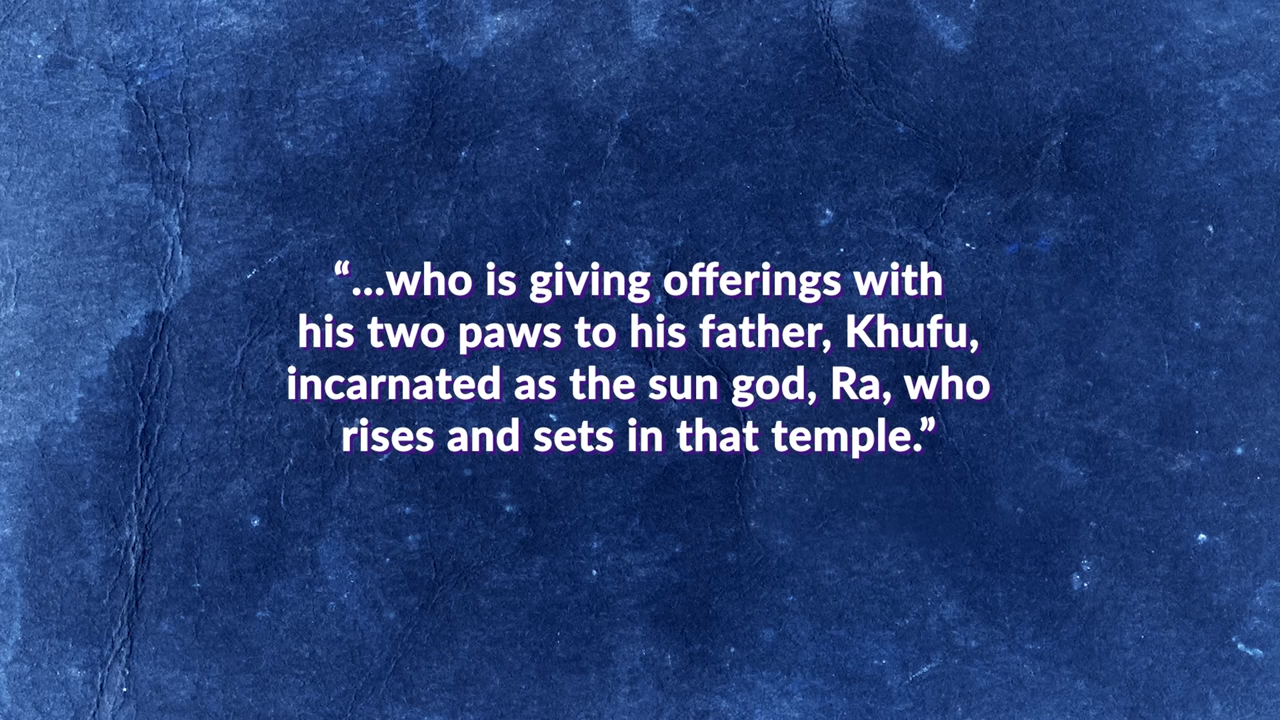 “...who is giving offerings with
his two paws to his father, Khufu,
incarnated as the sun god, Ra, who
rises and sets in that temple.”